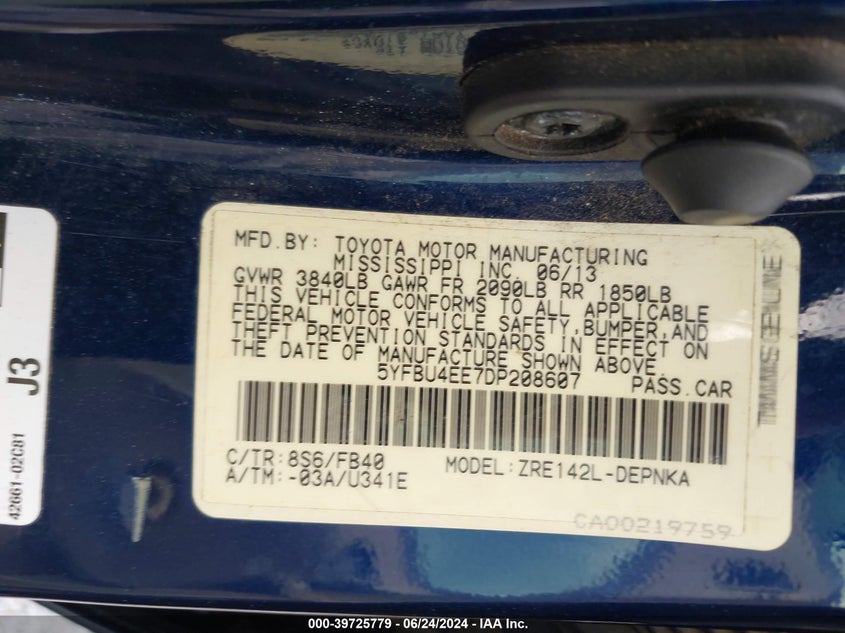 MFD.BY: TOYOTA MOTOR MANUFACTURING
MISSISSIPPI INC. 06/13
GVWR 3840LB GAWR FR 2090LB RR 1850LB
THIS VEHICLE CONFORMS TO ALL APPLICABLE
FEDERAL MOTOR VEHICLE SAFETY,BUMPER,AND
THEFT PREVENTION STANDARDS IN EFFECT ON
THE DATE OF MANUFACTURE SHOWN ABOVE.
5YFBU4EE7DP208607 PASS.CAR
C/TR:8S6/FB40 MODEL:ZRE142L-DEPNKA
A/TM:-03A/U341E
CA00219759
J3
42661-02C81
000-39725779 - 06/24/2024 - IAA Inc.